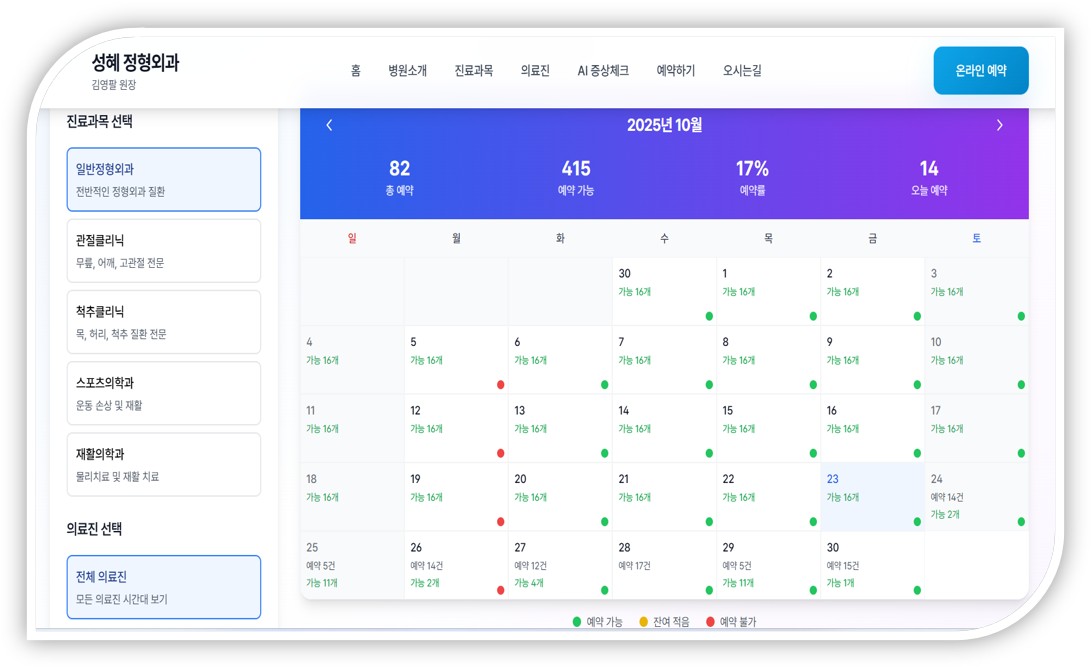 성혜 정형외과
김영팔 원장
홈 병원소개 진료과목 의료진 AI 증상체크 예약하기 오시는길
온라인 예약
진료과목 선택
일반정형외과
전반적인 정형외과 질환
관절클리닉
무릎, 어깨, 고관절 전문
척추클리닉
목, 허리, 척추 질환 전문
스포츠의학과
운동 손상 및 재활
재활의학과
물리치료 및 재활 치료
의료진 선택
전체 의료진
모든 의료진 시간대 보기
2025년 10월
82 415 17% 14
총 예약 예약 가능 예약률 오늘 예약
일 월 화 수 목 금 토
30 1 2 3
가능 16개 가능 16개 가능 16개 가능 16개
4 5 6 7 8 9 10
가능 16개 가능 16개 가능 16개 가능 16개 가능 16개 가능 16개 가능 16개
11 12 13 14 15 16 17
가능 16개 가능 16개 가능 16개 가능 16개 가능 16개 가능 16개 가능 16개
18 19 20 21 22 23 24
가능 16개 가능 16개 가능 16개 가능 16개 가능 16개 가능 16개 예약 14건
가능 2개
25 26 27 28 29 30
예약 5건 예약 14건 예약 12건 예약 17건 예약 5건 예약 15건
가능 11개 가능 2개 가능 4개 가능 11개 가능 1개
예약 가능 잔여 적음 예약 불가